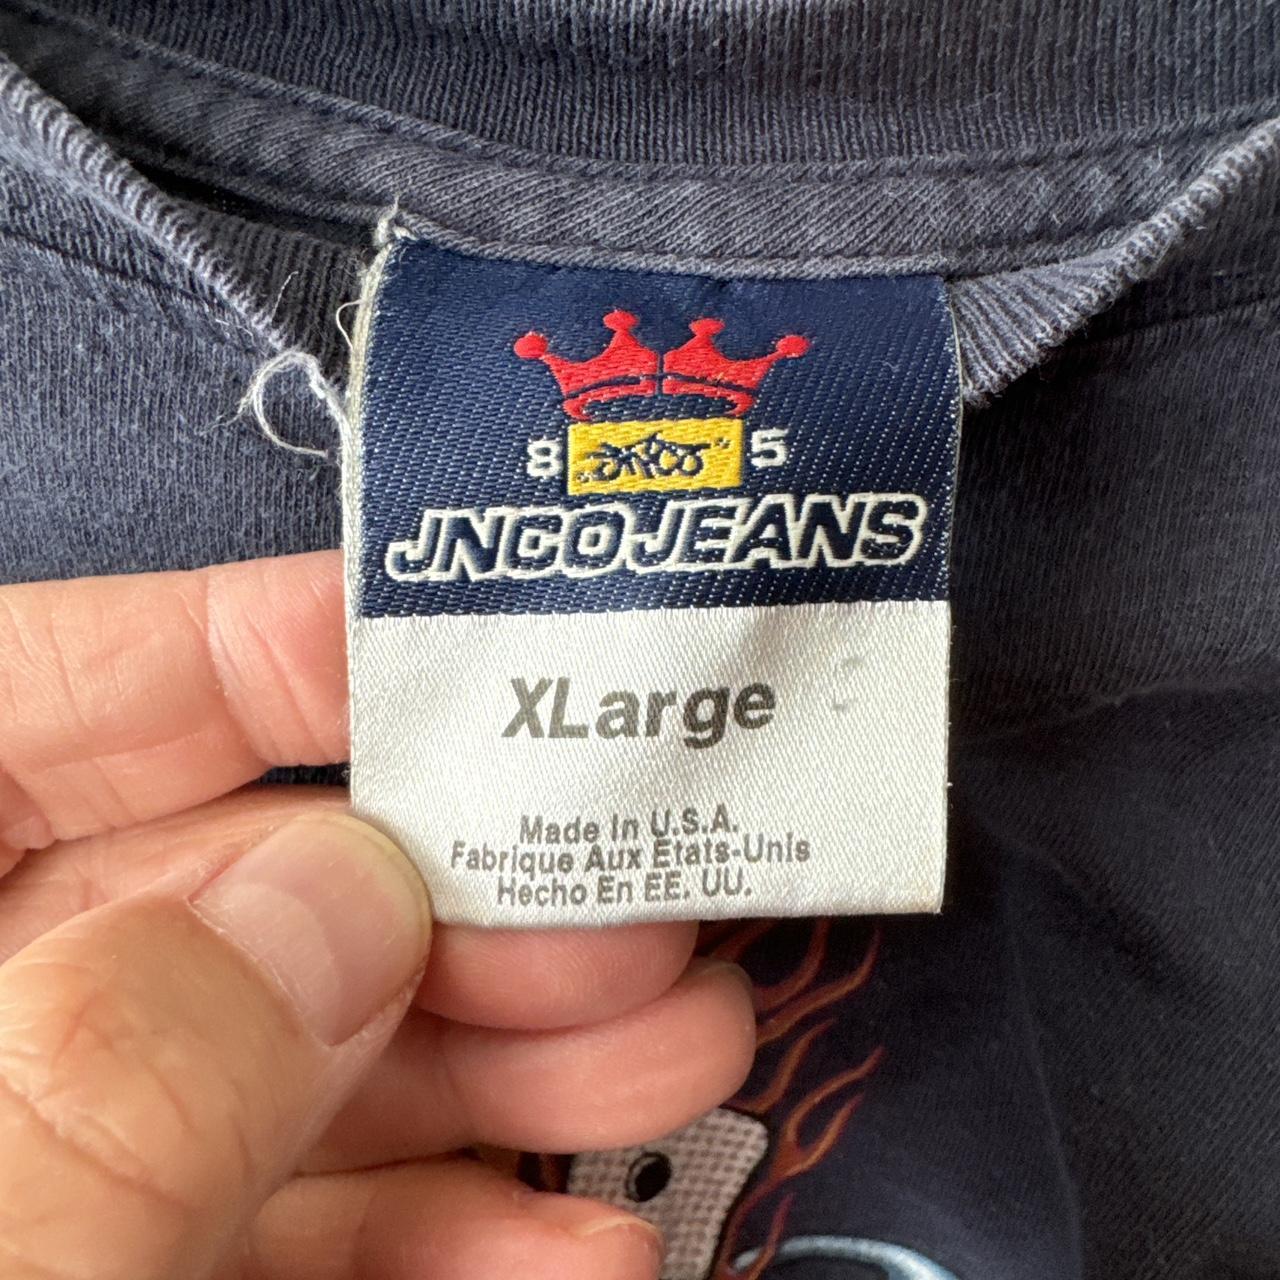 8 "JNCO" 5
JNCO JEANS
XLarge
Made In U.S.A.
Fabrique Aux Etats-Unis
Hecho En EE. UU.